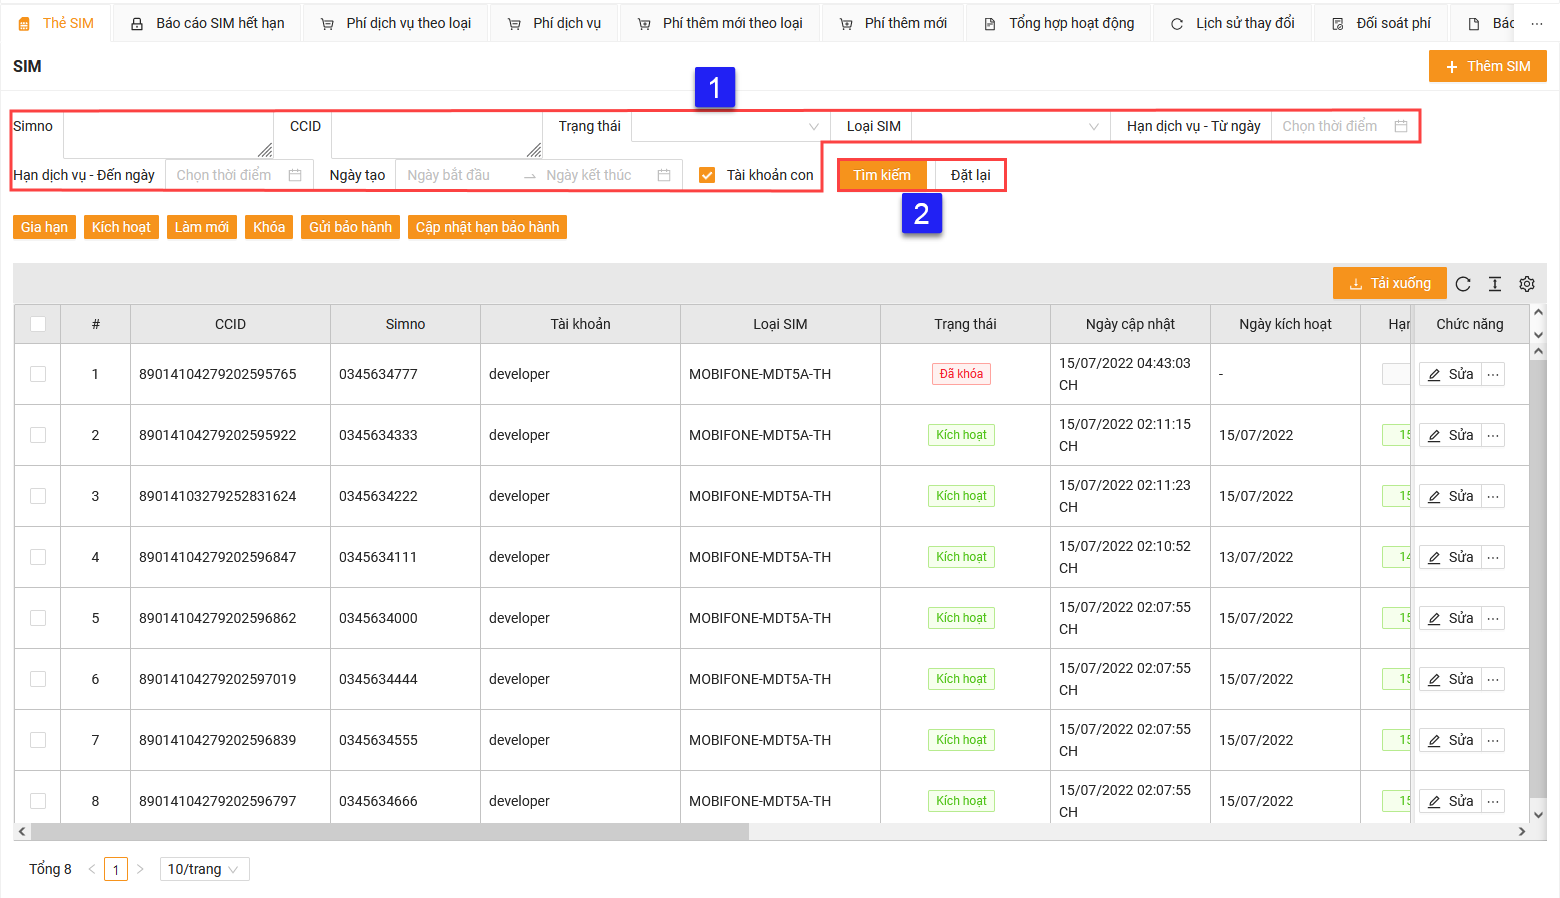 Thẻ SIM Báo cáo SIM hết hạn Phí dịch vụ theo loại Phí dịch vụ Phí thêm mới theo loại Phí thêm mới Tổng hợp hoạt động Lịch sử thay đổi Đối soát phí
SIM Thêm SIM
1
Simno CCID Trạng thái Loại SIM Hạn dịch vụ - Từ ngày Chọn thời điểm
Hạn dịch vụ - Đến ngày Chọn thời điểm Ngày tạo Ngày bắt đầu Ngày kết thúc Tài khoản con Tìm kiếm Đặt lại
2
Gia hạn Kích hoạt Làm mới Khóa Gửi bảo hành Cập nhật hạn bảo hành
Tải xuống
# CCID Simno Tài khoản Loại SIM Trạng thái Ngày cập nhật Ngày kích hoạt Hạn Chức năng
1 89014104279202595765 0345634777 developer MOBIFONE-MDT5A-TH Đã khóa 15/07/2022 04:43:03 CH - Sửa ...
2 89014104279202595922 0345634333 developer MOBIFONE-MDT5A-TH Kích hoạt 15/07/2022 02:11:15 CH 15/07/2022 15 Sửa ...
3 89014103279252831624 0345634222 developer MOBIFONE-MDT5A-TH Kích hoạt 15/07/2022 02:11:23 CH 15/07/2022 15 Sửa ...
4 89014104279202596847 0345634111 developer MOBIFONE-MDT5A-TH Kích hoạt 15/07/2022 02:10:52 CH 13/07/2022 14 Sửa ...
5 89014104279202596862 0345634000 developer MOBIFONE-MDT5A-TH Kích hoạt 15/07/2022 02:07:55 CH 15/07/2022 15 Sửa ...
6 89014104279202597019 0345634444 developer MOBIFONE-MDT5A-TH Kích hoạt 15/07/2022 02:07:55 CH 15/07/2022 15 Sửa ...
7 89014104279202596839 0345634555 developer MOBIFONE-MDT5A-TH Kích hoạt 15/07/2022 02:07:55 CH 15/07/2022 15 Sửa ...
8 89014104279202596797 0345634666 developer MOBIFONE-MDT5A-TH Kích hoạt 15/07/2022 02:07:55 CH 15/07/2022 15 Sửa ...
Tổng 8 < 1 > 10/trang